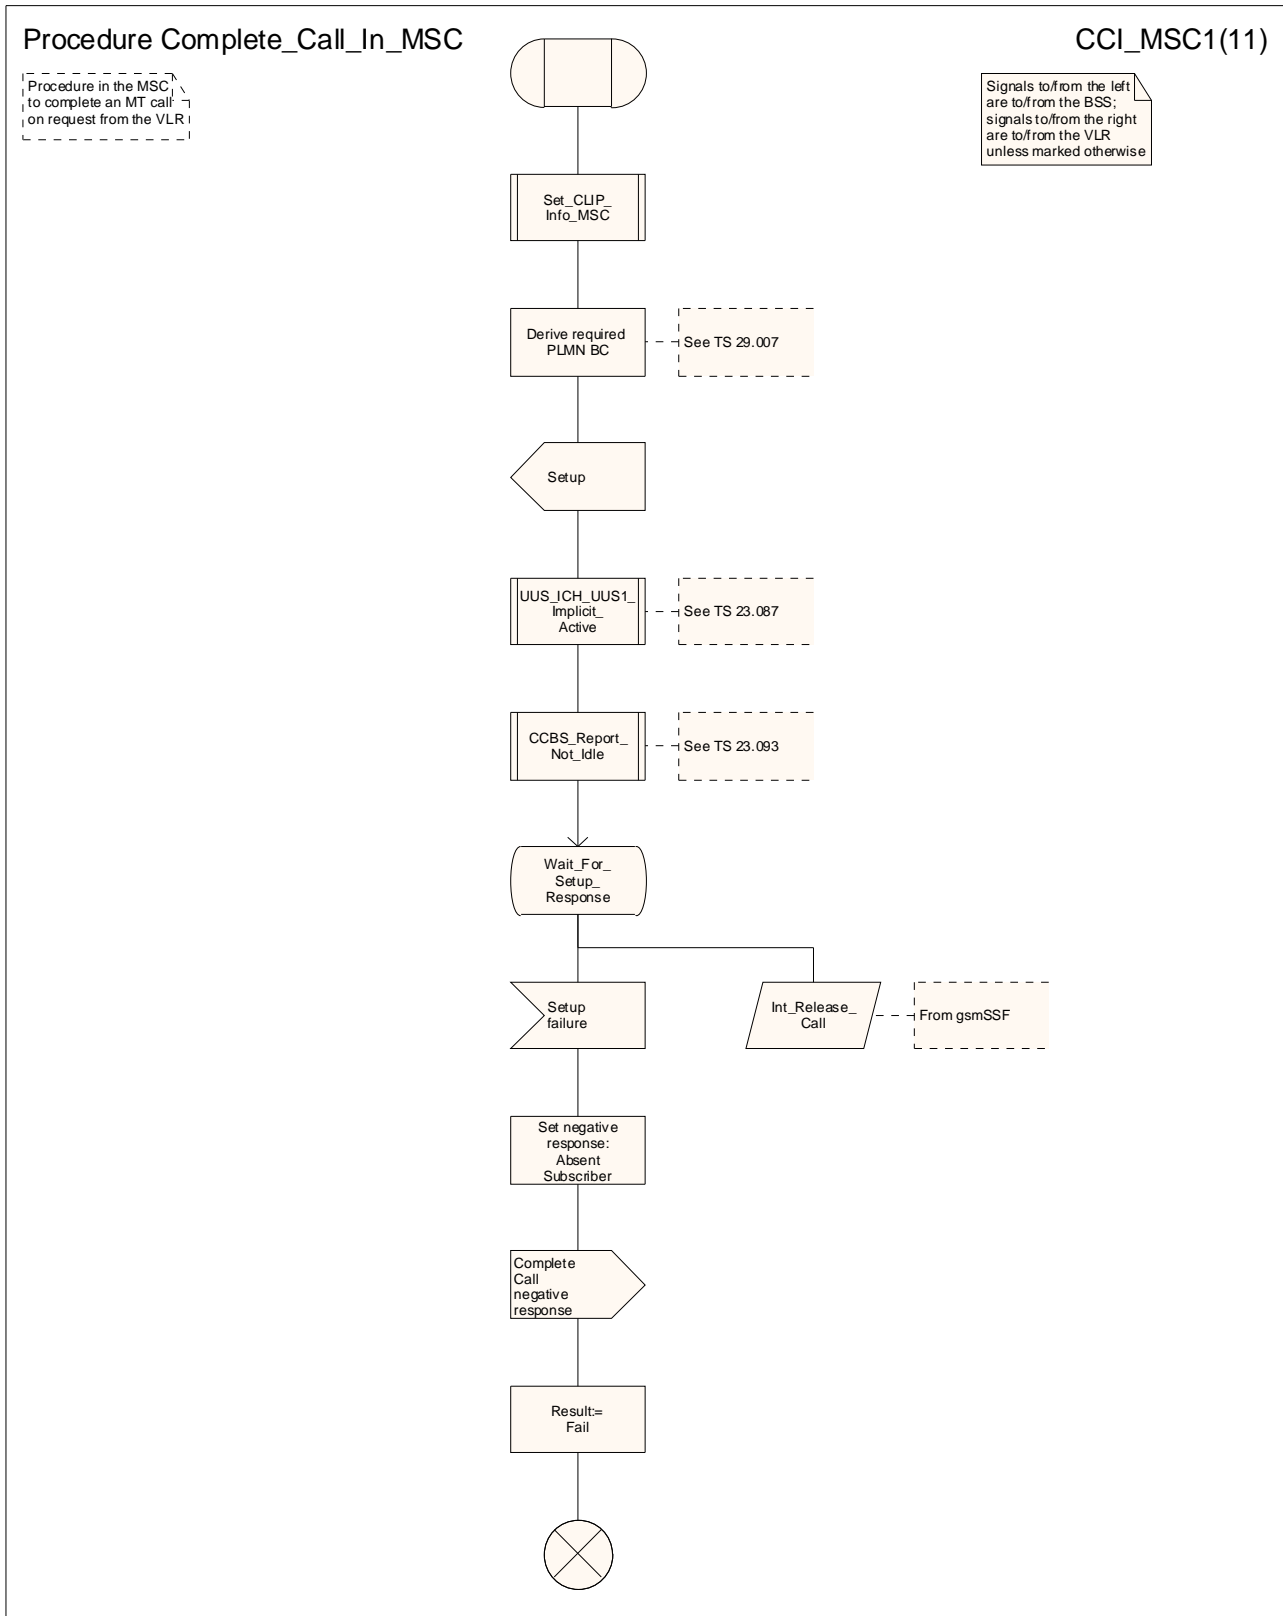 Procedure Complete_Call_In_MSC
CCI_MSC1(11)
Procedure in the MSC
to complete an MT call
on request from the VLR
Signals to/from the left
are to/from the BSS;
signals to/from the right
are to/from the VLR
unless marked otherwise
Set_CLIP_
Info_MSC
Derive required
PLMN BC
See TS 29.007
Setup
UUS_ICH_UUS1_
Implicit_
Active
See TS 23.087
CCBS_Report_
Not_Idle
See TS 23.093
Wait_For_
Setup_
Response
Setup
failure
Int_Release_
Call
From gsmSSF
Set negative
response:
Absent
Subscriber
Complete
Call
negative
response
Result:=
Fail